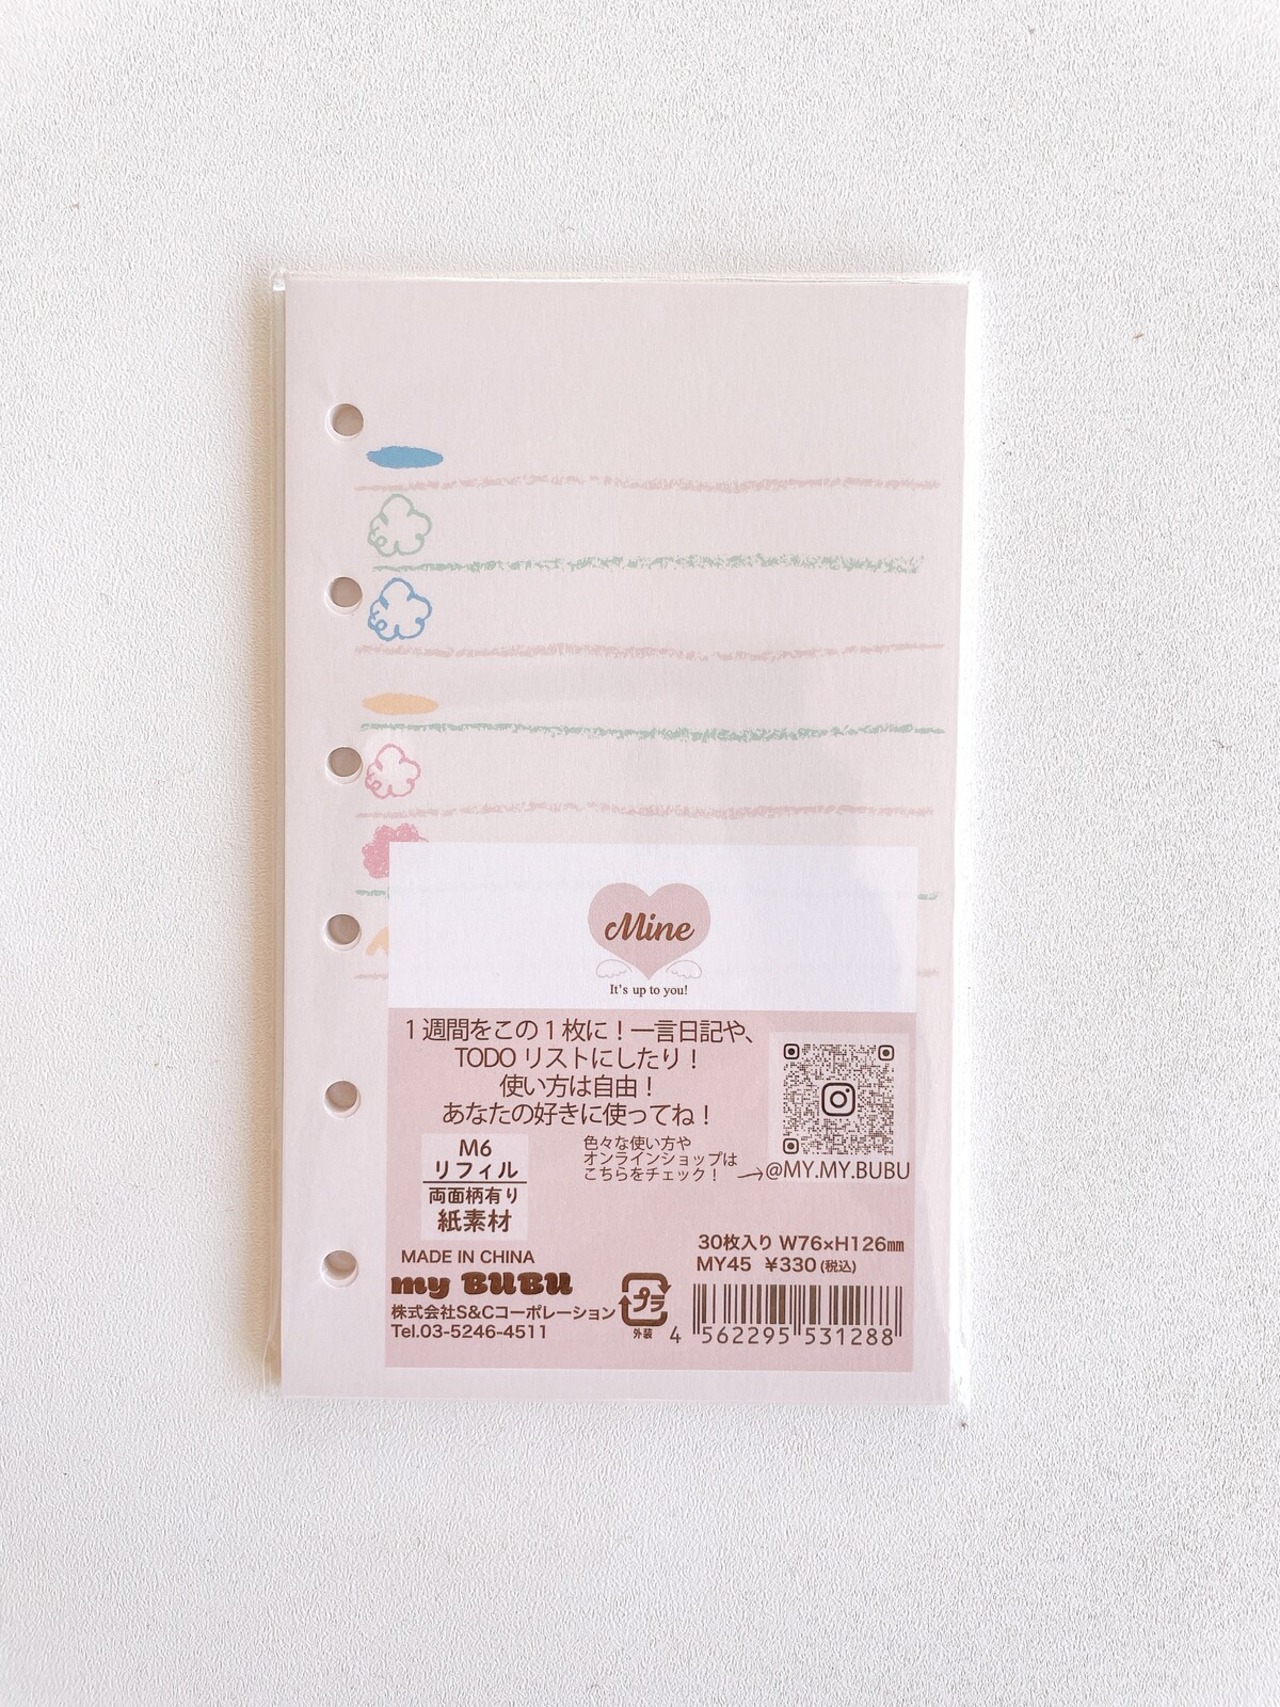 Mine
It's up to you!
１週間をこの１枚に！一言日記や、
TODO リストにしたり！
使い方は自由！
あなたの好きに使ってね！
M6
リフィル
両面柄有り
紙素材
色々な使い方や
オンラインショップは
こちらをチェック！
@MY.MY.BUBU
30枚入り W76×H126㎜
MY45 ¥330(税込)
MADE IN CHINA
my BUBU
株式会社S&Cコーポレーション
Tel.03-5246-4511
プラ
外装
4 562295 531288